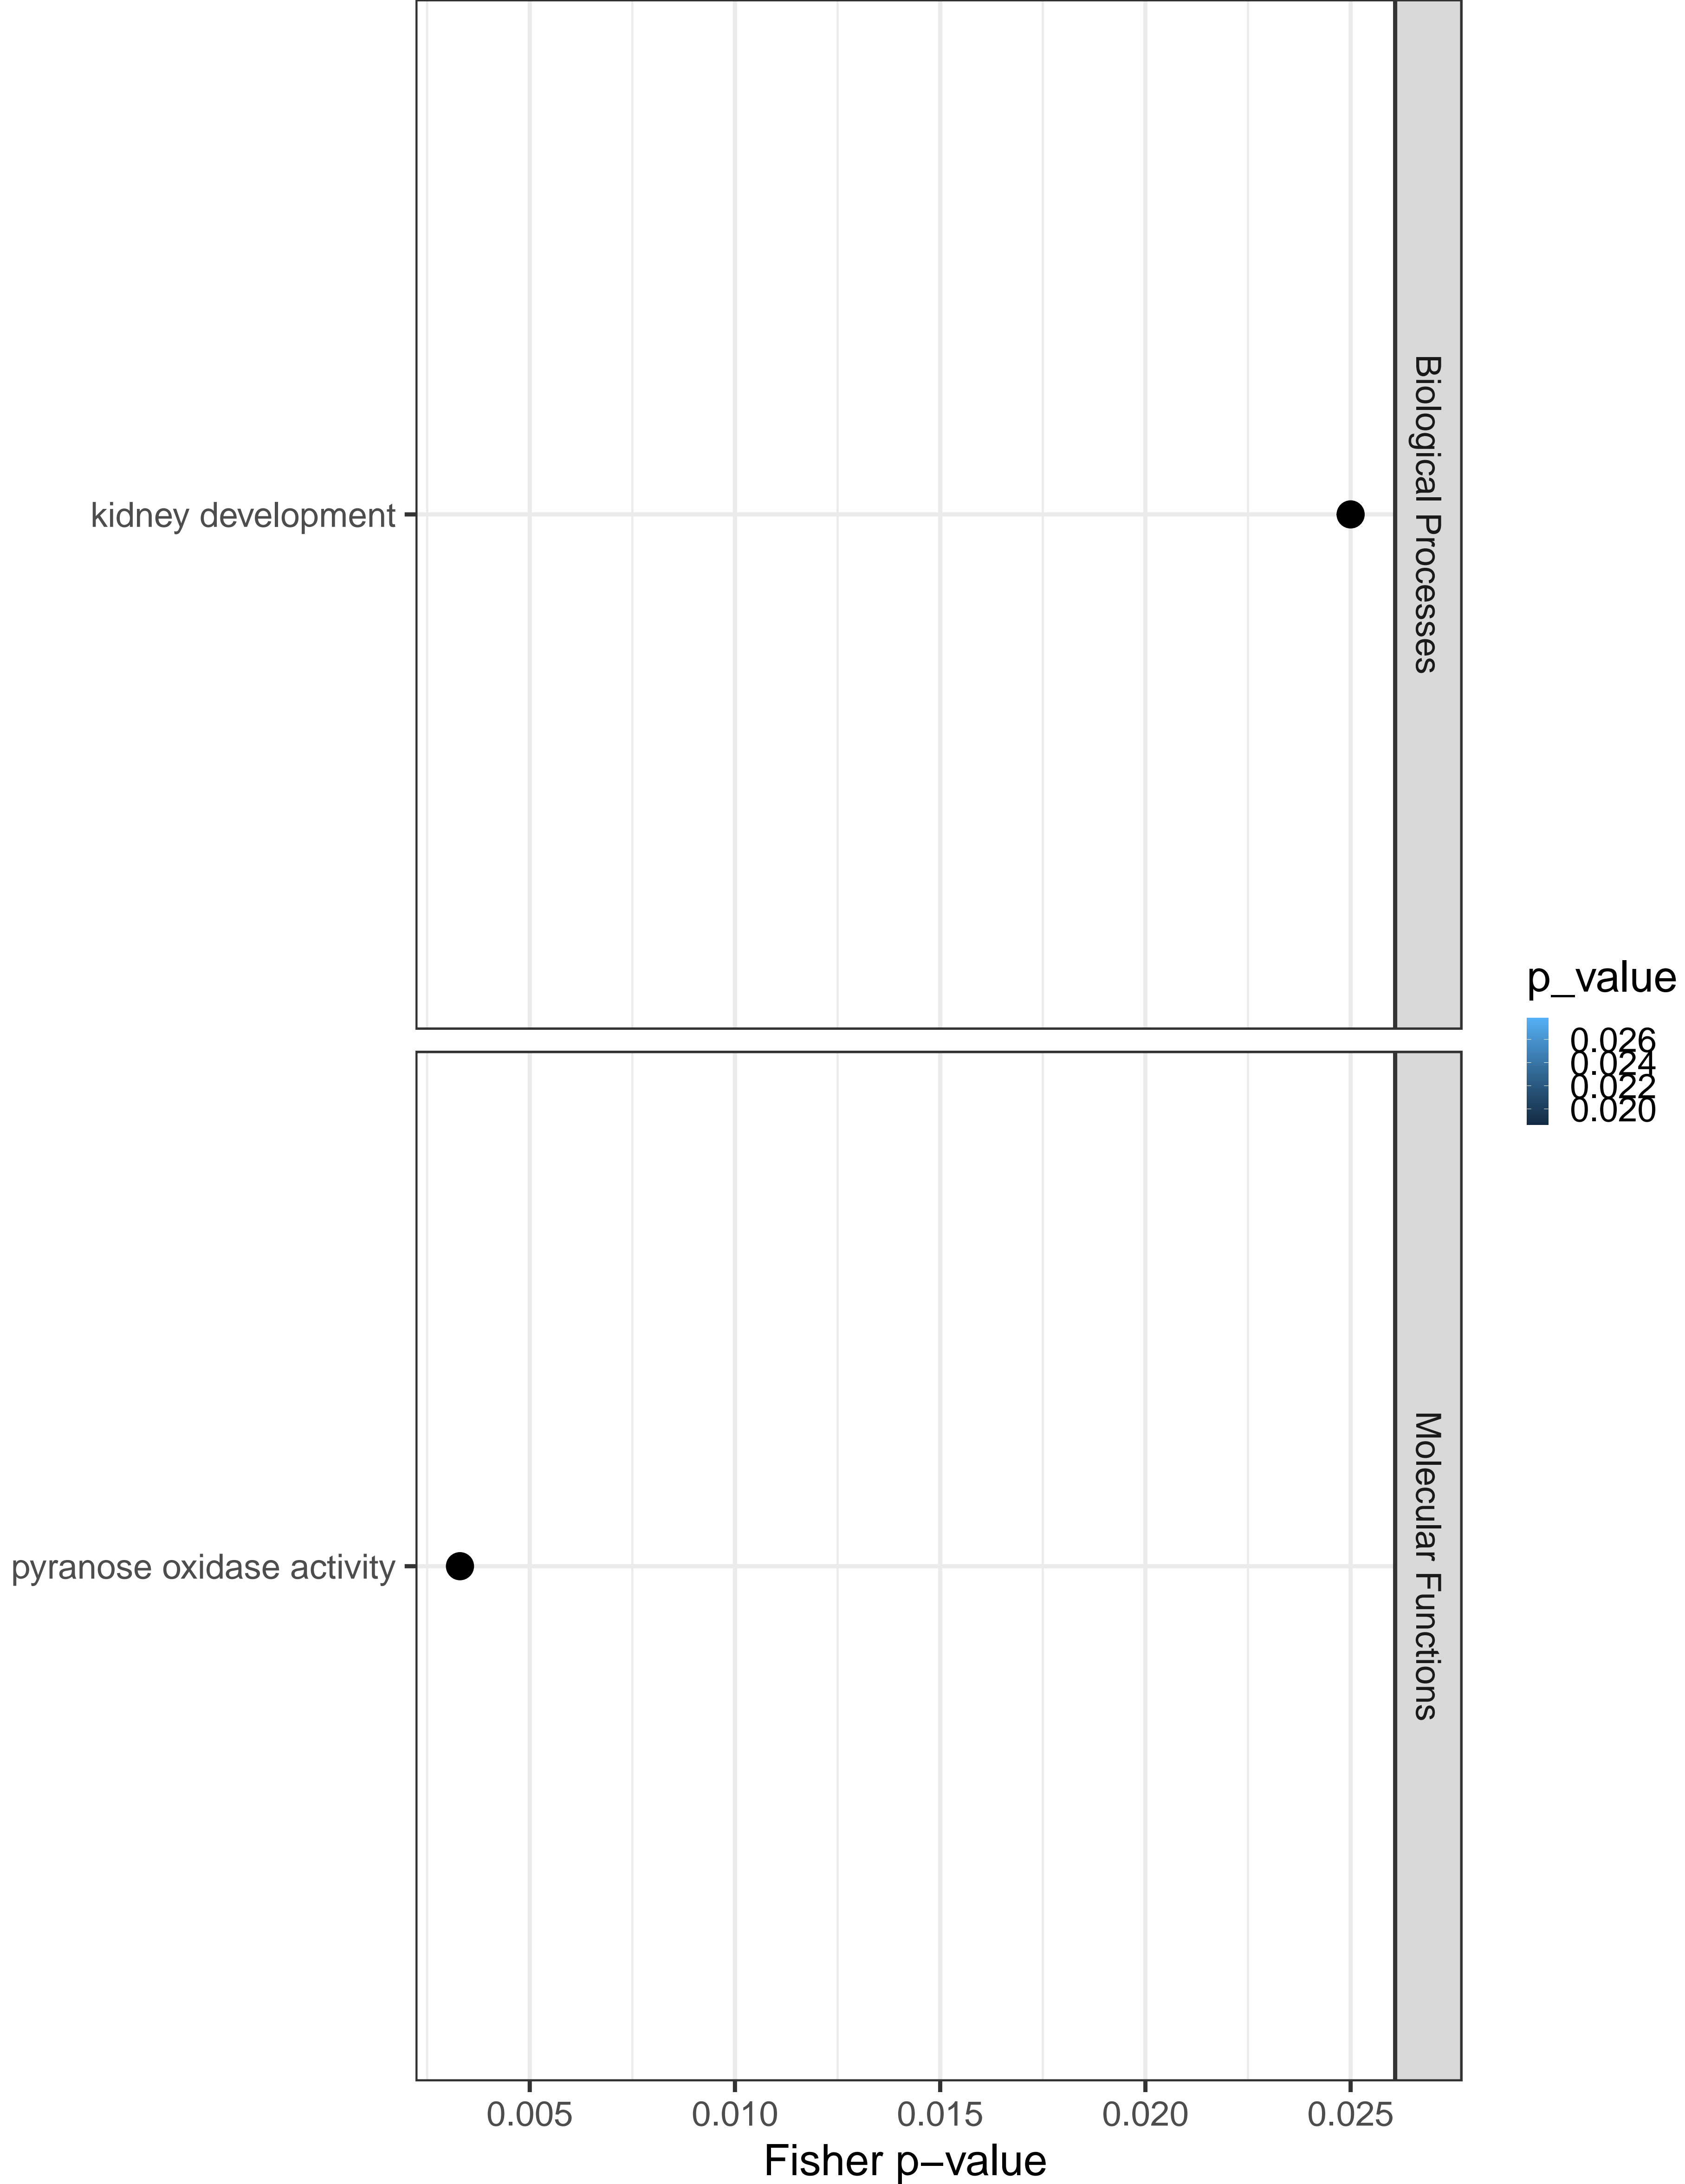 Biological Processes
kidney development
p_value
0.026
0.024
0.022
0.020
Molecular Functions
pyranose oxidase activity
0.005 0.010 0.015 0.020 0.025
Fisher p−value